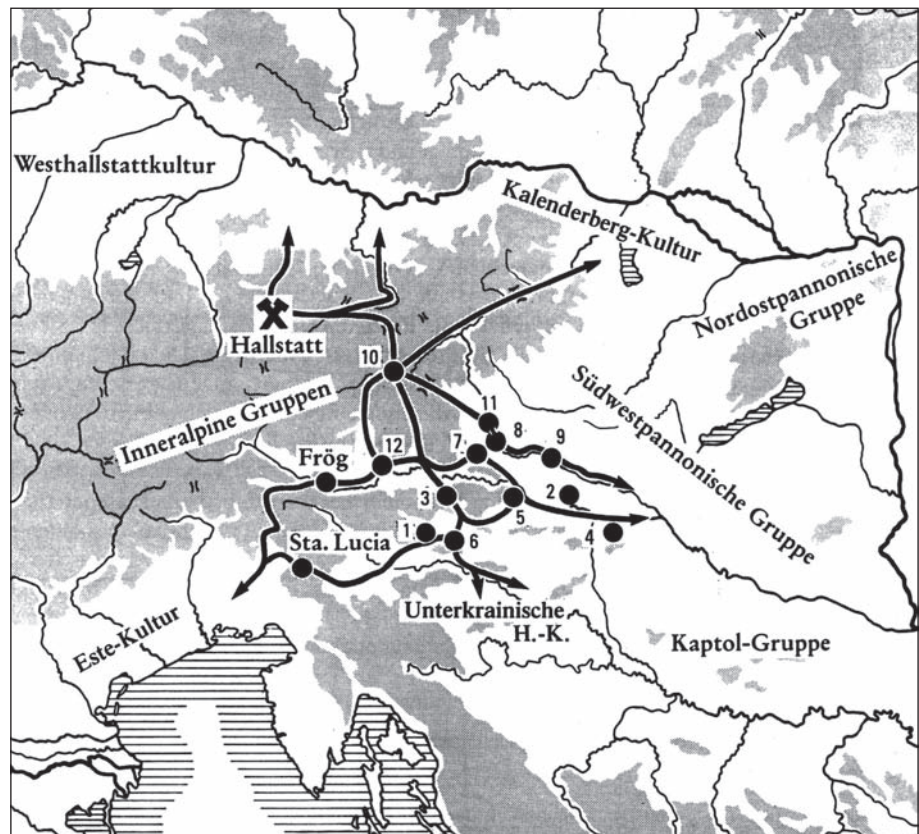 Westhallstattkultur
Kalenderberg-Kultur
Nordostpannonische
Gruppe
Hallstatt
10
Inneralpine Gruppen
Südwestpannonische Gruppe
11
8
7
9
12
Frög
3
5
2
1
6
4
Sta. Lucia
Unterkrainische
H.-K.
Este-Kultur
Kaptol-Gruppe